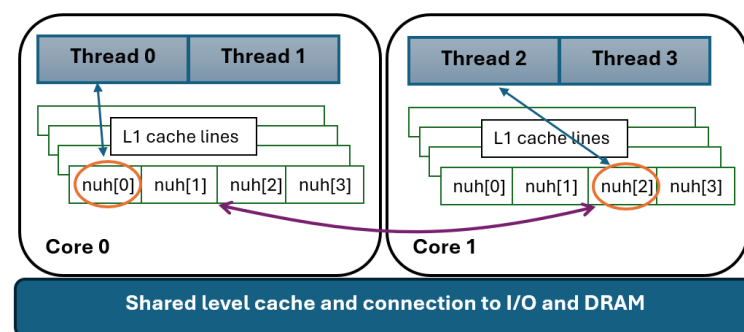 Thread 0 Thread 1
Thread 2 Thread 3
L1 cache lines
L1 cache lines
nuh[0] nuh[1] nuh[2] nuh[3]
nuh[0] nuh[1] nuh[2] nuh[3]
Core 0
Core 1
Shared level cache and connection to I/O and DRAM